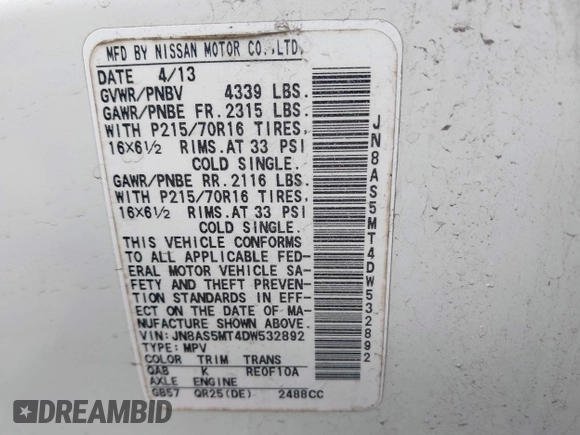 MFD BY NISSAN MOTOR CO.,LTD.
DATE 4/13
GVWR/PNBV 4339 LBS.
GAWR/PNBE FR. 2315 LBS.
WITH P215/70R16 TIRES,
16X6½ RIMS. AT 33 PSI
COLD SINGLE.
GAWR/PNBE RR. 2116 LBS.
WITH P215/70R16 TIRES,
16X6½ RIMS. AT 33 PSI
COLD SINGLE.
THIS VEHICLE CONFORMS
TO ALL APPLICABLE FED-
ERAL MOTOR VEHICLE SA-
FETY AND THEFT PREVEN-
TION STANDARDS IN EFF-
ECT ON THE DATE OF MA-
NUFACTURE SHOWN ABOVE.
VIN: JN8AS5MT4DW532892
TYPE: MPV
COLOR TRIM TRANS
QAB K RE0F10A
AXLE ENGINE
GB57 QR25(DE) 2488CC
JN8AS5MT4DW532892
DREAMBID